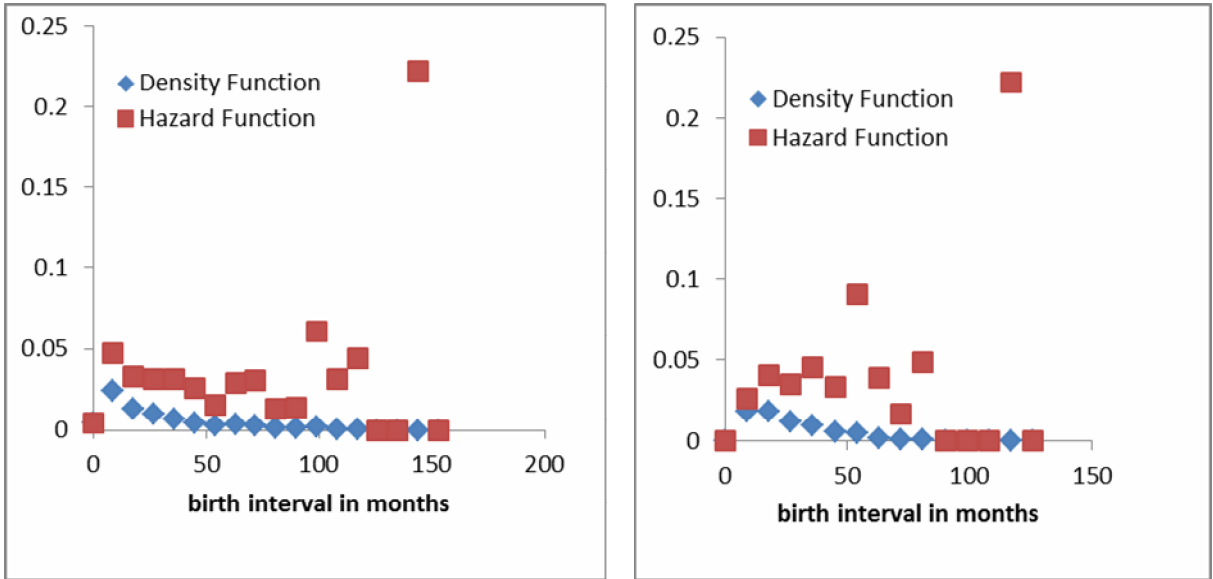 0.25
0.2
0.15
0.1
0.05
0
Density Function
Hazard Function
0 50 100 150 200
birth interval in months
0.25
0.2
0.15
0.1
0.05
0
Density Function
Hazard Function
0 50 100 150
birth interval in months